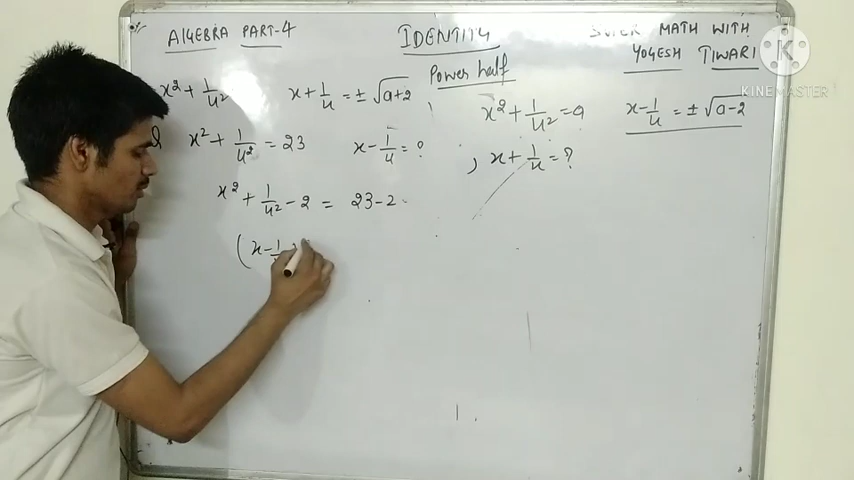 ALGEBRA PART-4
IDENTITY
SUPER MATH WITH
YOGESH TIWARI
Power half
KINEMASTER
x² + 1/x²
x + 1/x = ± √a+2
x² + 1/x² = a
x - 1/x = ± √a-2
x² + 1/x² = 23
x - 1/x = ?
, x + 1/x = ?
x² + 1/x² - 2 = 23 - 2
(x - 1/x